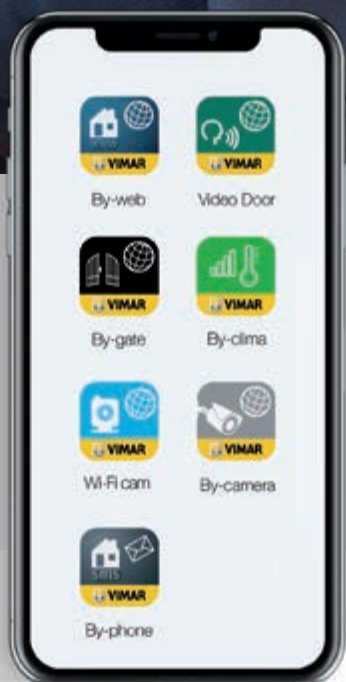 VIMAR
VIMAR
By-web
Video Door
VIMAR
VIMAR
By-gate
By-clima
VIMAR
VIMAR
Wi-Fi cam
By-camera
SMS
VIMAR
By-phone